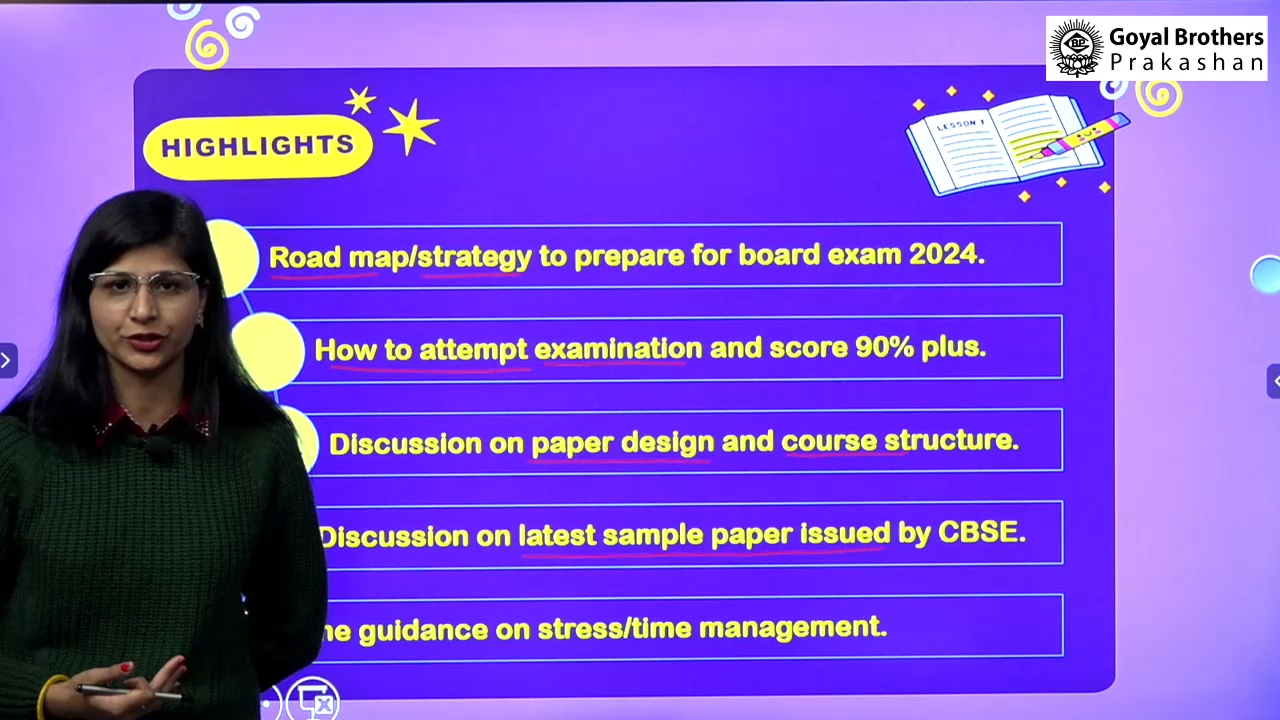 Goyal Brothers
Prakashan
HIGHLIGHTS
LESSON 1
Road map/strategy to prepare for board exam 2024.
How to attempt examination and score 90% plus.
Discussion on paper design and course structure.
Discussion on latest sample paper issued by CBSE.
guidance on stress/time management.